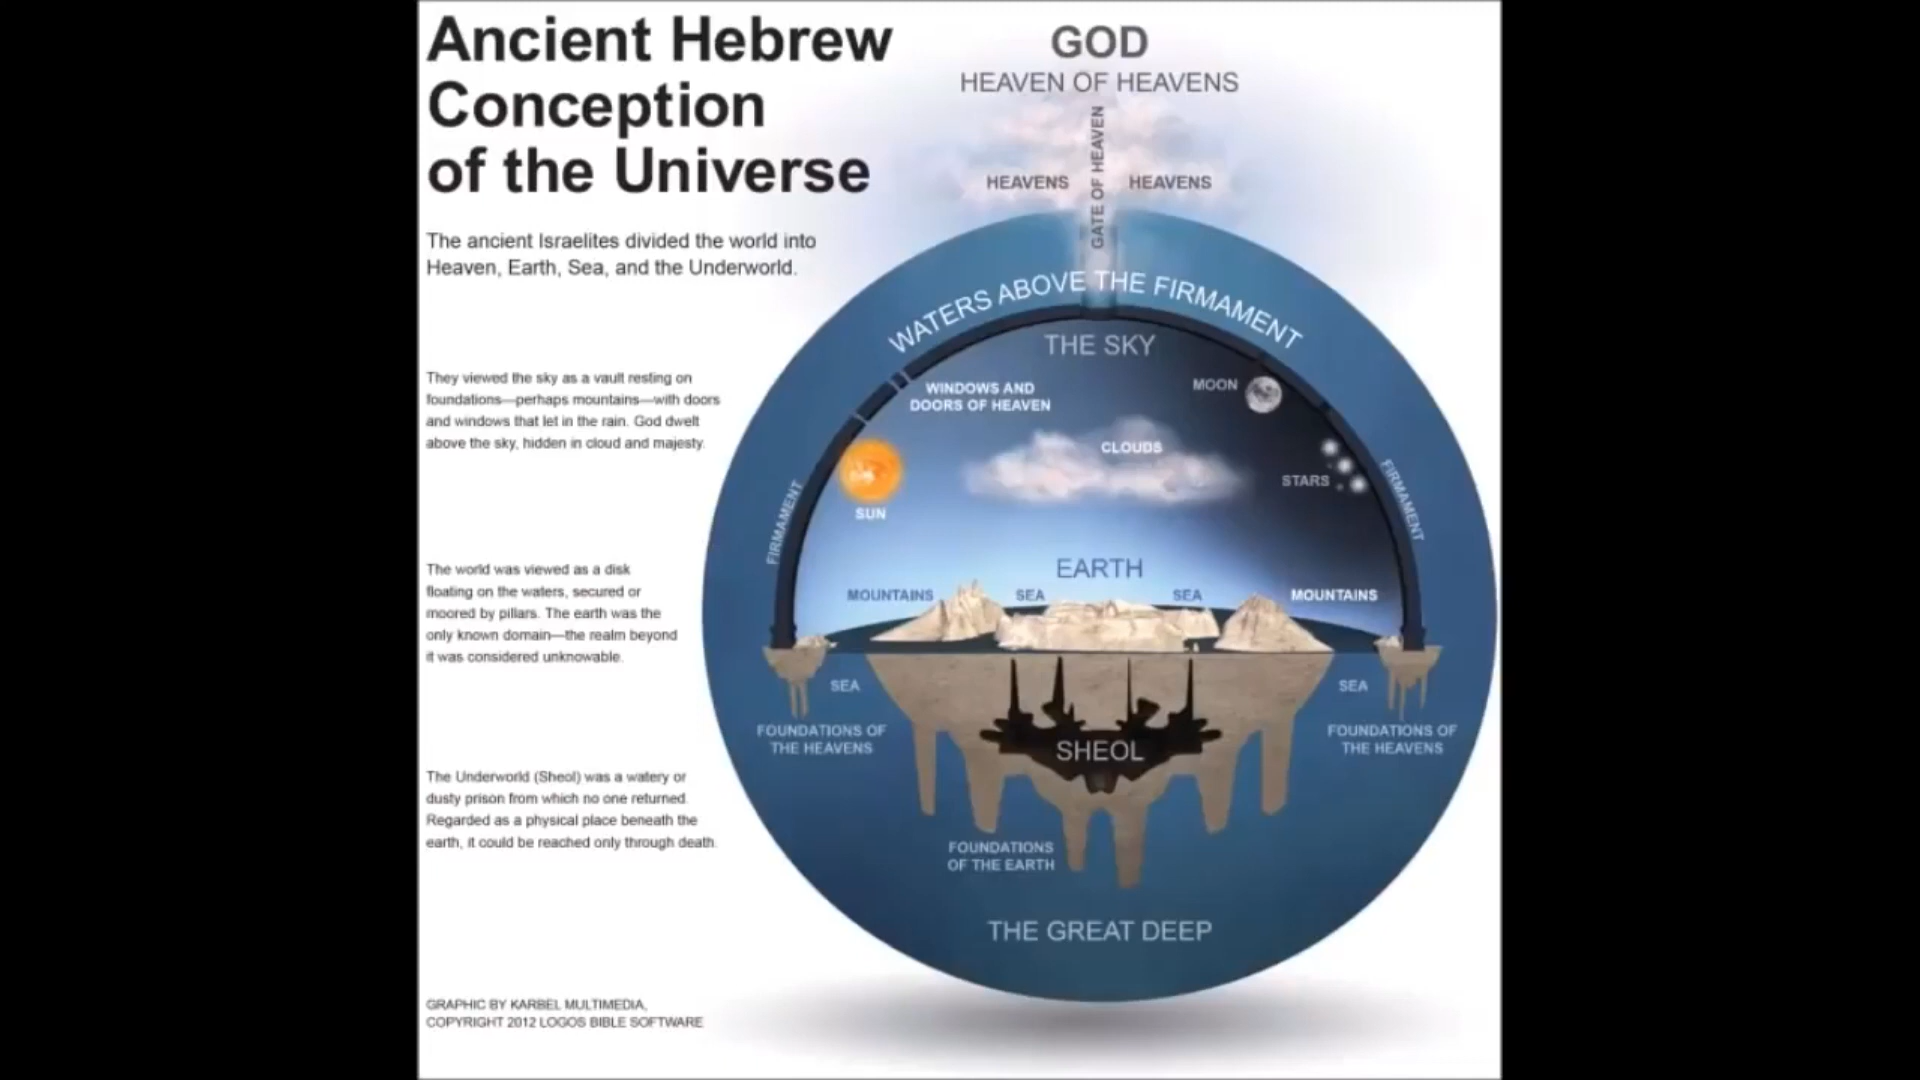 Ancient Hebrew
Conception
of the Universe
The ancient Israelites divided the world into
Heaven, Earth, Sea, and the Underworld.
They viewed the sky as a vault resting on
foundations—perhaps mountains—with doors
and windows that let in the rain. God dwelt
above the sky, hidden in cloud and majesty.
The world was viewed as a disk
floating on the waters, secured or
moored by pillars. The earth was the
only known domain—the realm beyond
it was considered unknowable.
The Underworld (Sheol) was a watery or
dusty prison from which no one returned.
Regarded as a physical place beneath the
earth, it could be reached only through death.
GRAPHIC BY KARBEL MULTIMEDIA,
COPYRIGHT 2012 LOGOS BIBLE SOFTWARE
GOD
HEAVEN OF HEAVENS
GATE OF HEAVEN
HEAVENS
HEAVENS
WATERS ABOVE THE FIRMAMENT
THE SKY
WINDOWS AND
DOORS OF HEAVEN
MOON
CLOUDS
STARS
SUN
FIRMAMENT
FIRMAMENT
EARTH
MOUNTAINS
SEA
SEA
MOUNTAINS
SEA
SEA
FOUNDATIONS OF
THE HEAVENS
FOUNDATIONS OF
THE HEAVENS
SHEOL
FOUNDATIONS
OF THE EARTH
THE GREAT DEEP